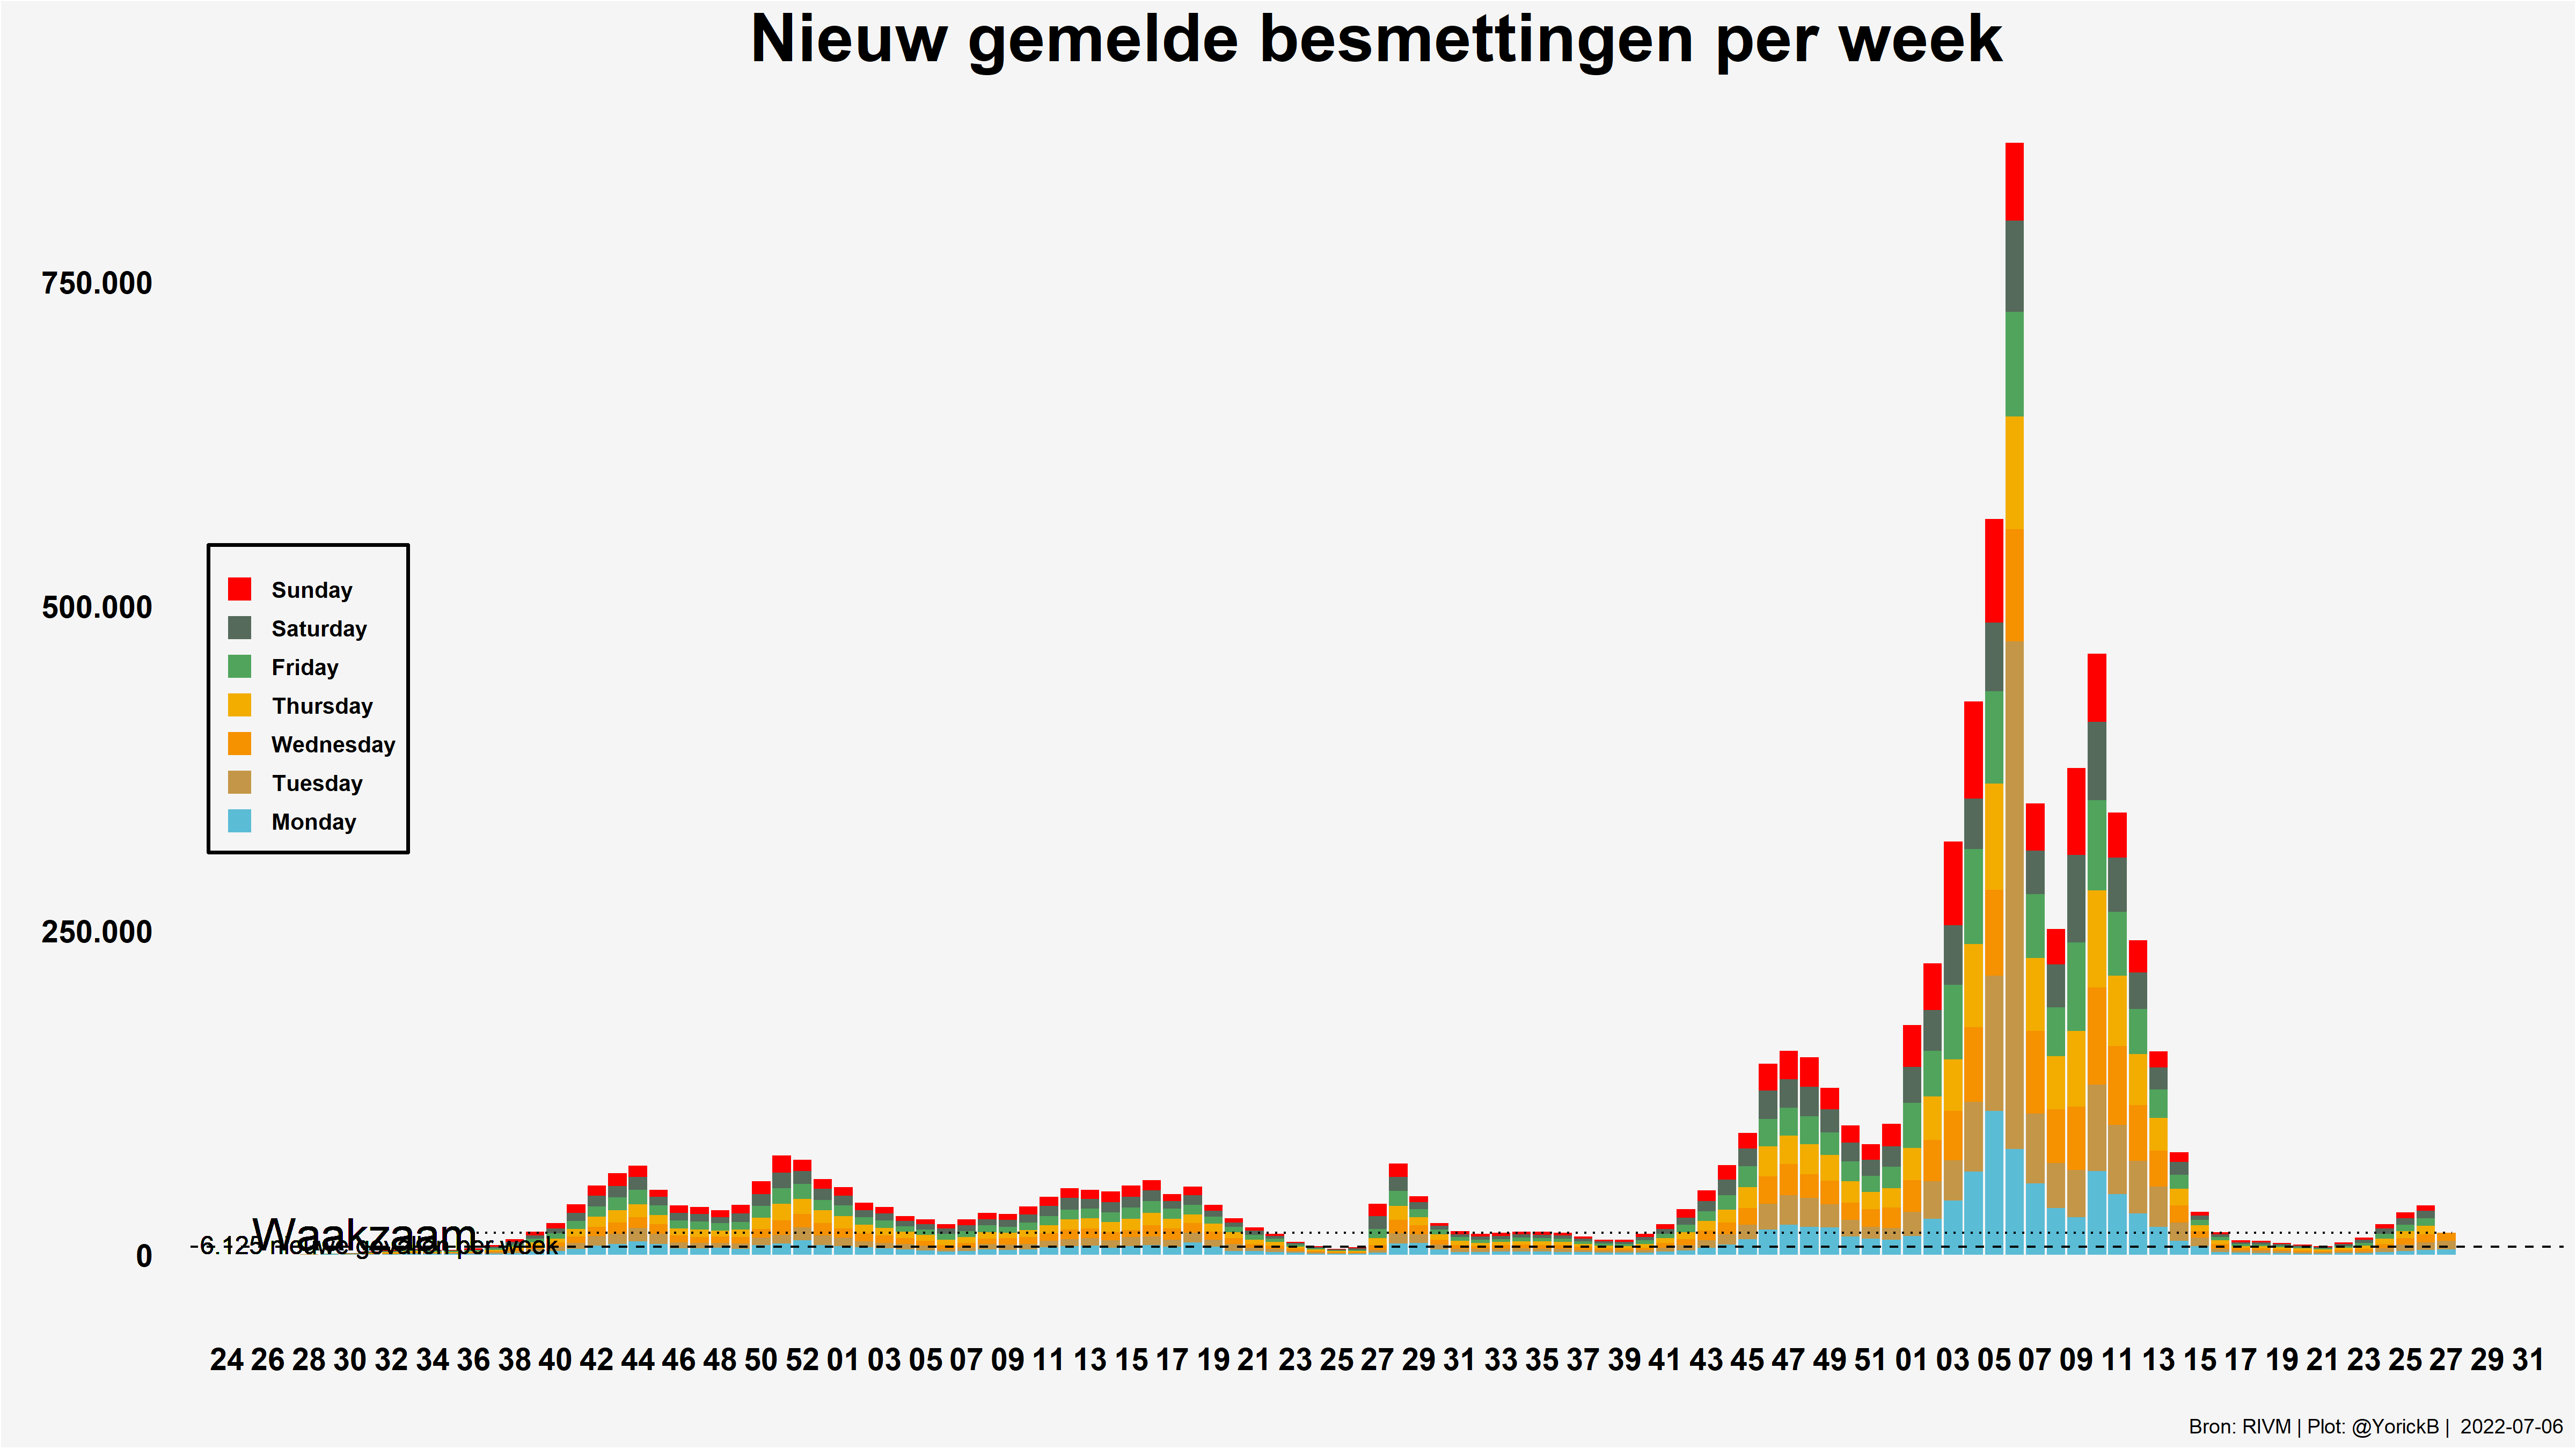 Nieuw gemelde besmettingen per week
750.000
500.000
250.000
0
Sunday
Saturday
Friday
Thursday
Wednesday
Tuesday
Monday
Waakzaam
6.125 nieuwe gevallen per week
24 26 28 30 32 34 36 38 40 42 44 46 48 50 52 01 03 05 07 09 11 13 15 17 19 21 23 25 27 29 31 33 35 37 39 41 43 45 47 49 51 01 03 05 07 09 11 13 15 17 19 21 23 25 27 29 31
Bron: RIVM | Plot: @YorickB | 2022-07-06